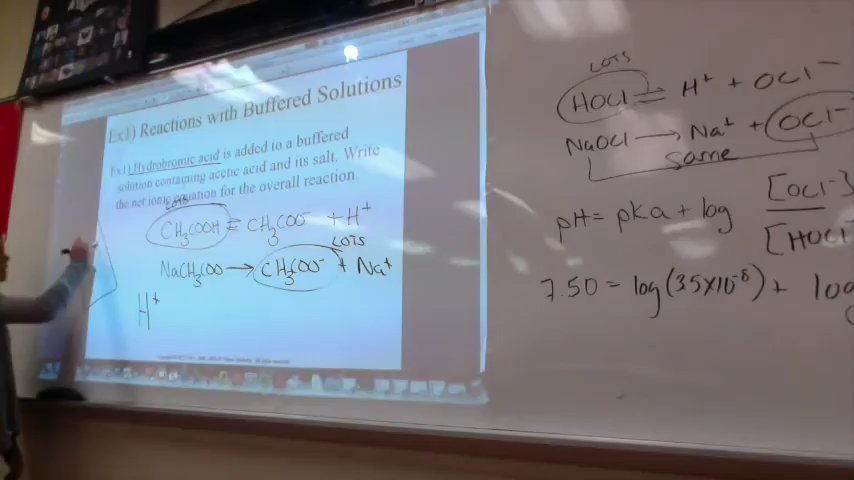 Ex1) Reactions with Buffered Solutions
Ex1) Hydrobromic acid is added to a buffered
solution containing acetic acid and its salt. Write
the net ionic equation for the overall reaction.
LOTS
CH₃COOH ⇌ CH₃COO⁻ + H⁺
LOTS
NaCH₃COO → CH₃COO⁻ + Na⁺
H⁺
LOTS
HOCl ⇌ H⁺ + OCl⁻
NaOCl → Na⁺ + OCl⁻
same
pH = pKa + log [OCl⁻]
[HOCl
7.50 = log(3.5×10⁻⁸) + log